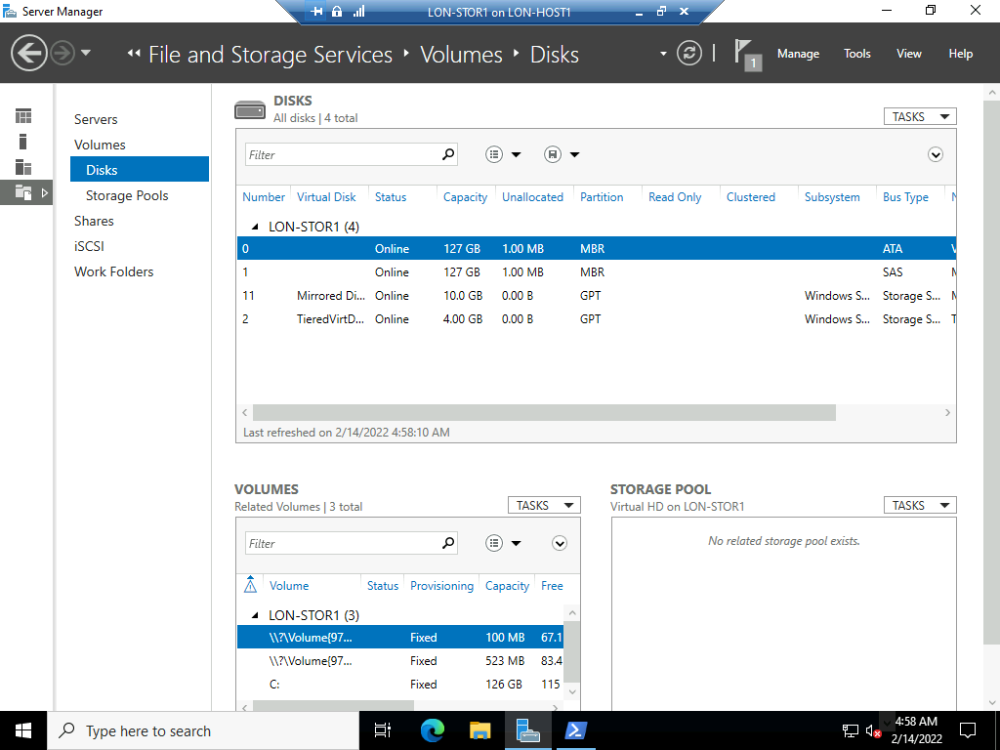 Server Manager
LON-STOR1 on LON-HOST1
File and Storage Services
Volumes
Disks
1
Manage
Tools
View
Help
Servers
Volumes
Disks
Storage Pools
Shares
iSCSI
Work Folders
DISKS
All disks | 4 total
TASKS
Filter
Number Virtual Disk Status Capacity Unallocated Partition Read Only Clustered Subsystem Bus Type N
LON-STOR1 (4)
0 Online 127 GB 1.00 MB MBR ATA V
1 Online 127 GB 1.00 MB MBR SAS M
11 Mirrored Di... Online 10.0 GB 0.00 B GPT Windows S... Storage S... M
2 TieredVirtD... Online 4.00 GB 0.00 B GPT Windows S... Storage S... T
Last refreshed on 2/14/2022 4:58:10 AM
VOLUMES
Related Volumes | 3 total
TASKS
Filter
Volume Status Provisioning Capacity Free
LON-STOR1 (3)
\\?\Volume{97... Fixed 100 MB 67.1
\\?\Volume{97... Fixed 523 MB 83.4
C: Fixed 126 GB 115
STORAGE POOL
Virtual HD on LON-STOR1
TASKS
No related storage pool exists.
Type here to search
4:58 AM
2/14/2022